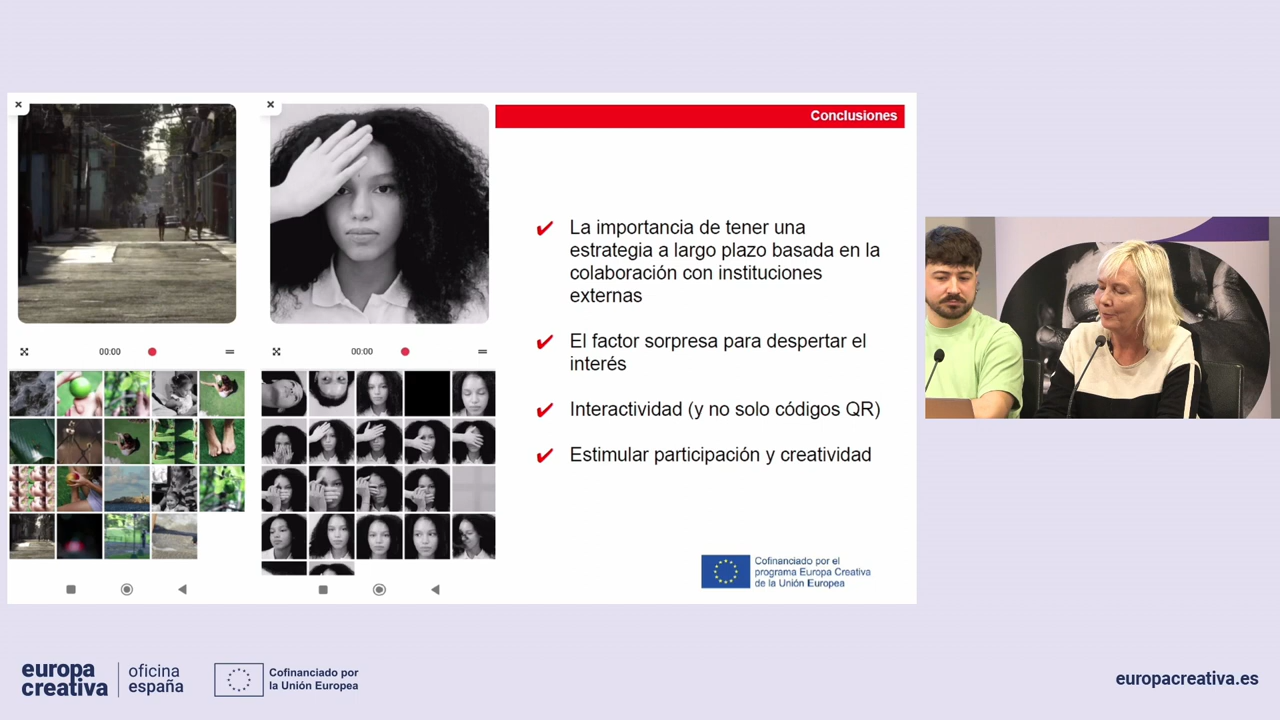 Conclusiones
✔ La importancia de tener una
estrategia a largo plazo basada en la
colaboración con instituciones
externas
✔ El factor sorpresa para despertar el
interés
✔ Interactividad (y no solo códigos QR)
✔ Estimular participación y creatividad
00:00
00:00
Cofinanciado por el
programa Europa Creativa
de la Unión Europea
europa
creativa
oficina
españa
Cofinanciado por
la Unión Europea
europacreativa.es